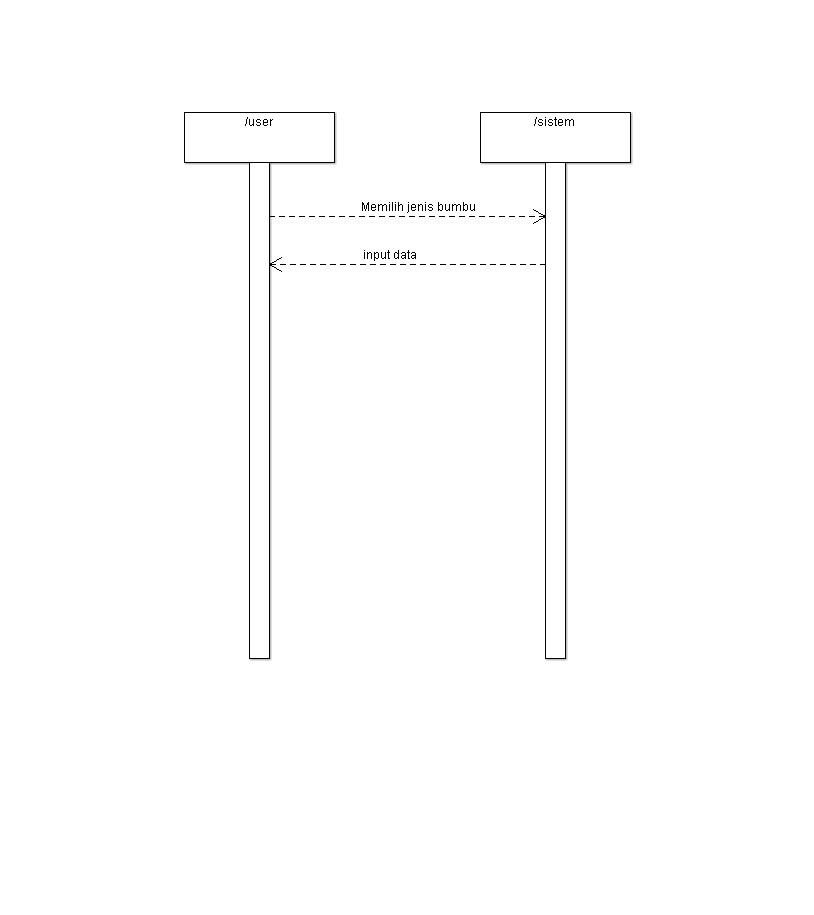 /user
/sistem
Memilih jenis bumbu
input data